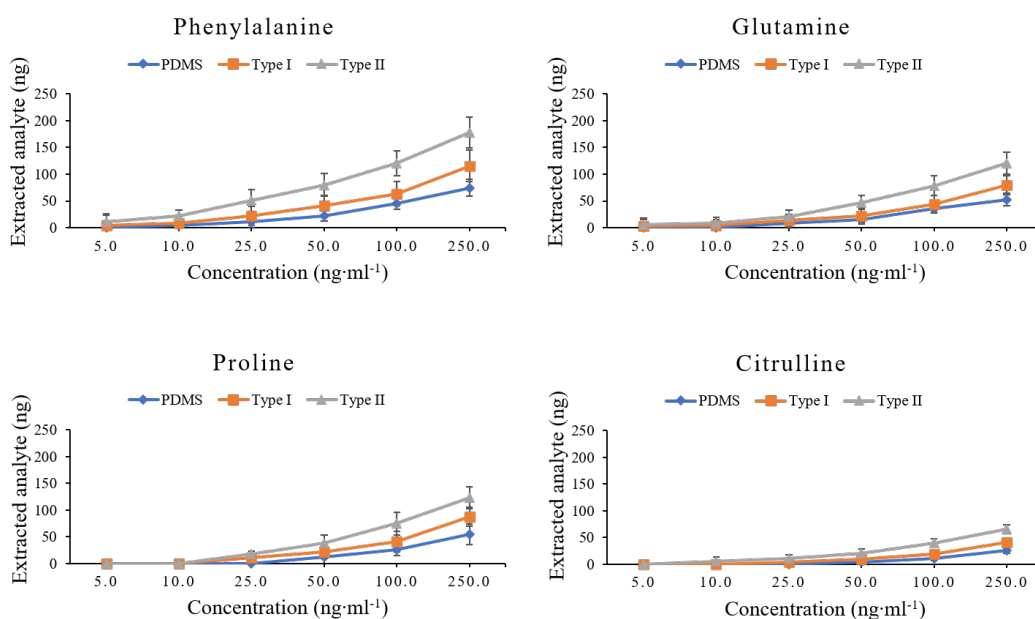 Phenylalanine
PDMS Type I Type II
Extracted analyte (ng)
250
200
150
100
50
0
5.0 10.0 25.0 50.0 100.0 250.0
Concentration (ng·ml⁻¹)
Glutamine
PDMS Type I Type II
Extracted analyte (ng)
250
200
150
100
50
0
5.0 10.0 25.0 50.0 100.0 250.0
Concentration (ng·ml⁻¹)
Proline
PDMS Type I Type II
Extracted analyte (ng)
250
200
150
100
50
0
5.0 10.0 25.0 50.0 100.0 250.0
Concentration (ng·ml⁻¹)
Citrulline
PDMS Type I Type II
Extracted analyte (ng)
250
200
150
100
50
0
5.0 10.0 25.0 50.0 100.0 250.0
Concentration (ng·ml⁻¹)